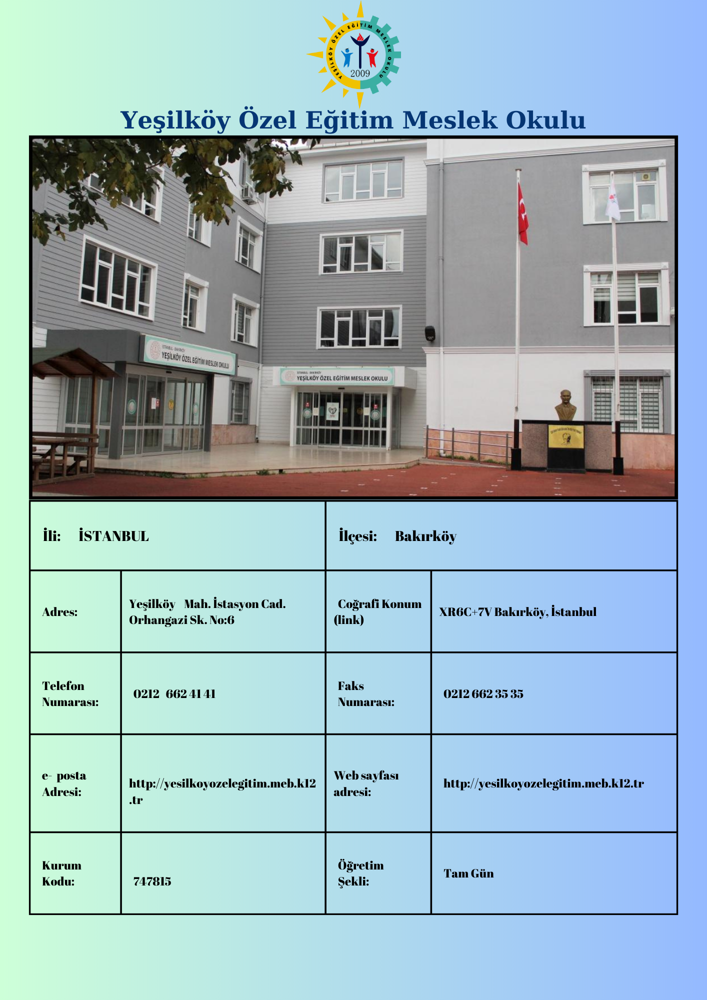 YEŞİLKÖY ÖZEL EĞİTİM MESLEK OKULU
2009
Yeşilköy Özel Eğitim Meslek Okulu
İSTANBUL - BAKIRKÖY
YEŞİLKÖY ÖZEL EĞİTİM MESLEK OKULU
İSTANBUL - BAKIRKÖY
YEŞİLKÖY ÖZEL EĞİTİM MESLEK OKULU
İli: İSTANBUL
İlçesi: Bakırköy
Adres:
Yeşilköy Mah. İstasyon Cad.
Orhangazi Sk. No:6
Coğrafi Konum
(link)
XR6C+7V Bakırköy, İstanbul
Telefon
Numarası:
0212 662 41 41
Faks
Numarası:
0212 662 35 35
e- posta
Adresi:
http://yesilkoyozelegitim.meb.k12
.tr
Web sayfası
adresi:
http://yesilkoyozelegitim.meb.k12.tr
Kurum
Kodu:
747815
Öğretim
Şekli:
Tam Gün